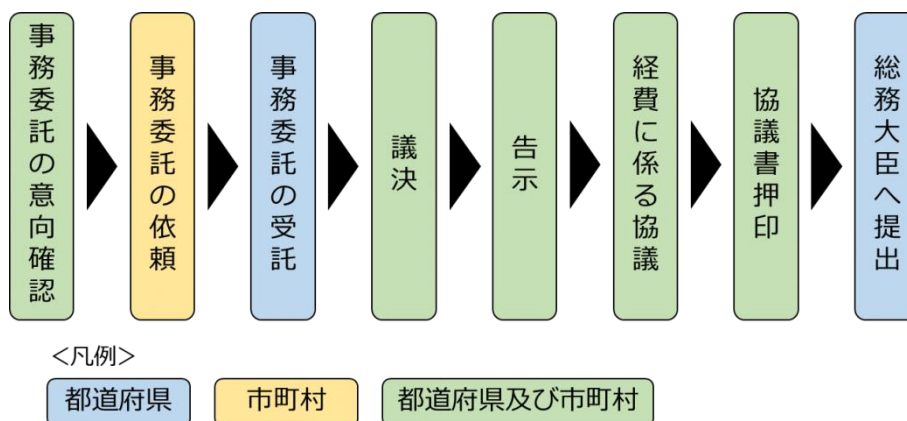 事務委託の意向確認
事務委託の依頼
事務委託の受託
議決
告示
経費に係る協議
協議書押印
総務大臣へ提出
<凡例>
都道府県
市町村
都道府県及び市町村